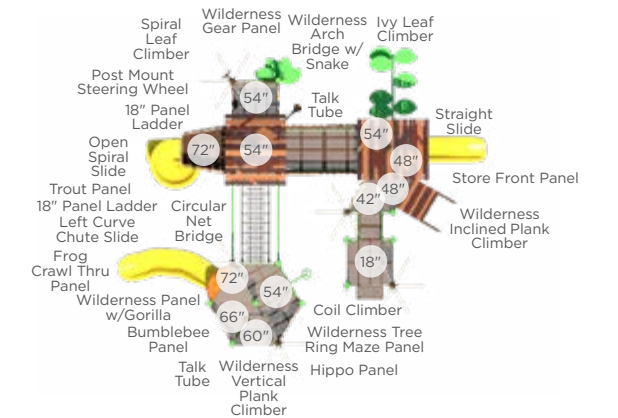 Wilderness
Gear Panel
Wilderness
Arch
Bridge w/
Snake
Ivy Leaf
Climber
Spiral
Leaf
Climber
Post Mount
Steering Wheel
18" Panel
Ladder
Talk
Tube
Open
Spiral
Slide
Straight
Slide
54"
72"
54"
54"
48"
48"
42"
Store Front Panel
Trout Panel
18" Panel Ladder
Left Curve
Chute Slide
Circular
Net
Bridge
Wilderness
Inclined Plank
Climber
Frog
Crawl Thru
Panel
18"
72"
54"
66"
60"
Wilderness Panel
w/Gorilla
Bumblebee
Panel
Coil Climber
Wilderness Tree
Ring Maze Panel
Talk
Tube
Wilderness
Vertical
Plank
Climber
Hippo Panel